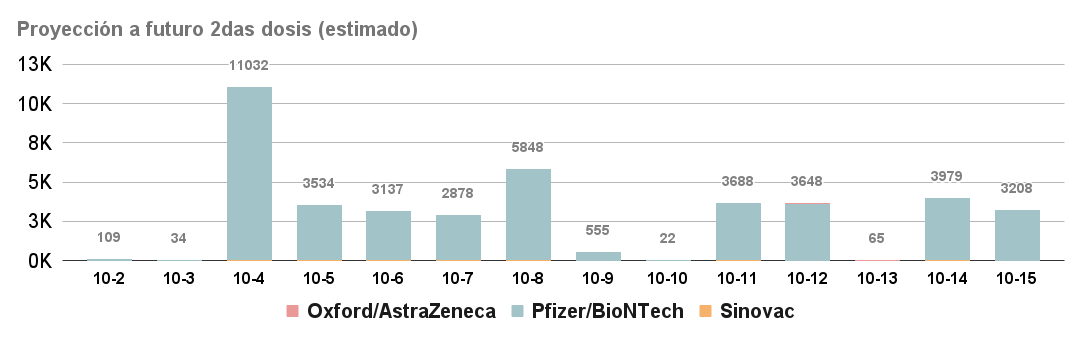 Proyección a futuro 2das dosis (estimado)
13K
11032
10K
8K
5848
5K
3534
3137
2878
3688
3648
3979
3208
3K
109
34
555
22
65
0K
10-2 10-3 10-4 10-5 10-6 10-7 10-8 10-9 10-10 10-11 10-12 10-13 10-14 10-15
Oxford/AstraZeneca Pfizer/BioNTech Sinovac